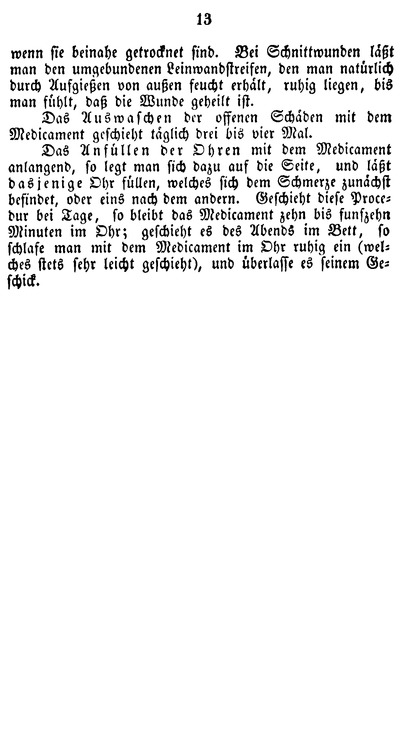 13
wenn sie beinahe getrocknet sind. Bei Schnittwunden läßt
man den umgebundenen Leinwandstreifen, den man natürlich
durch Aufgießen von außen feucht erhält, ruhig liegen, bis
man fühlt, daß die Wunde geheilt ist.
Das Auswaschen der offenen Schäden mit dem
Medicament geschieht täglich drei bis vier Mal.
Das Anfüllen der Ohren mit dem Medicament
anlangend, so legt man sich dazu auf die Seite, und läßt
dasjenige Ohr füllen, welches sich dem Schmerze zunächst
befindet, oder eins nach dem andern. Geschieht diese Proce-
dur bei Tage, so bleibt das Medicament zehn bis funfzehn
Minuten im Ohr; geschieht es des Abends im Bett, so
schlafe man mit dem Medicament im Ohr ruhig ein (wel-
ches stets sehr leicht geschieht), und überlasse es seinem Ge-
schick.